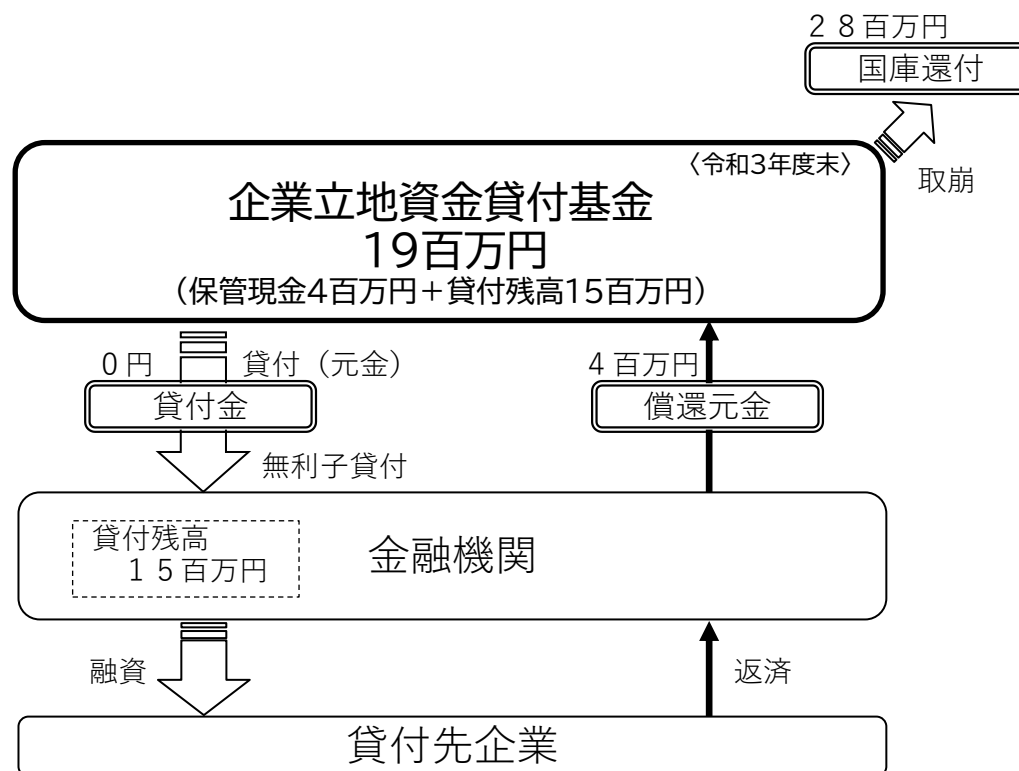 ２８百万円
国庫還付
取崩
〈令和3年度末〉
企業立地資金貸付基金
19百万円
（保管現金4百万円＋貸付残高15百万円）
０円
貸付（元金）
貸付金
無利子貸付
４百万円
償還元金
貸付残高
１５百万円
金融機関
融資
返済
貸付先企業